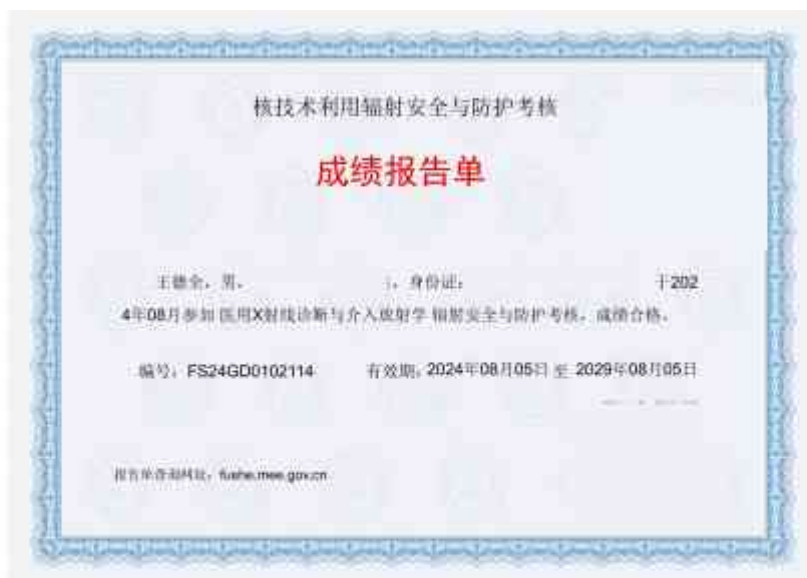 核技术利用辐射安全与防护考核
成绩报告单
王德全，男， ，身份证： 于202
4年08月参加 医用X射线诊断与介入放射学 辐射安全与防护考核，成绩合格。
编号：FS24GD0102114 有效期：2024年08月05日 至 2029年08月05日
报告单查询网址：fushe.mee.gov.cn